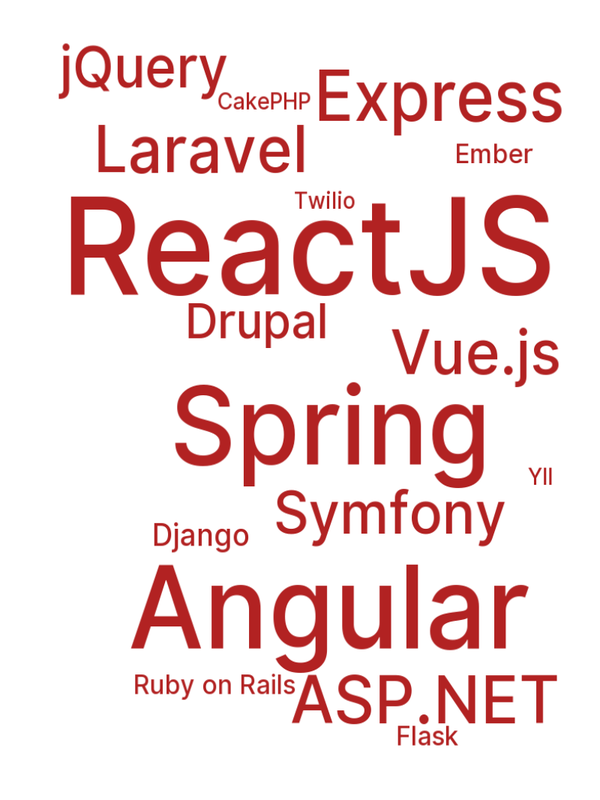 jQuery
CakePHP
Express
Laravel
Ember
Twilio
ReactJS
Drupal
Vue.js
Spring
YII
Symfony
Django
Angular
Ruby on Rails
ASP.NET
Flask